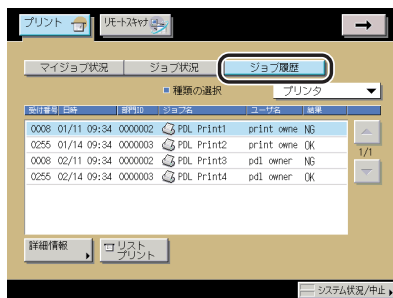 プリント リモートスキャナ
マイジョブ状況 ジョブ状況 ジョブ履歴
種類の選択 プリンタ
受付番号 日時 部門ID ジョブ名 ユーザ名 結果
0008 01/11 09:34 0000002 PDL Print1 print owne NG
0255 01/14 09:34 0000003 PDL Print2 print owne OK
0008 02/11 09:34 0000002 PDL Print3 pdl owner NG
0255 02/14 09:34 0000003 PDL Print4 pdl owner OK
1/1
詳細情報 リスト
プリント
システム状況/中止